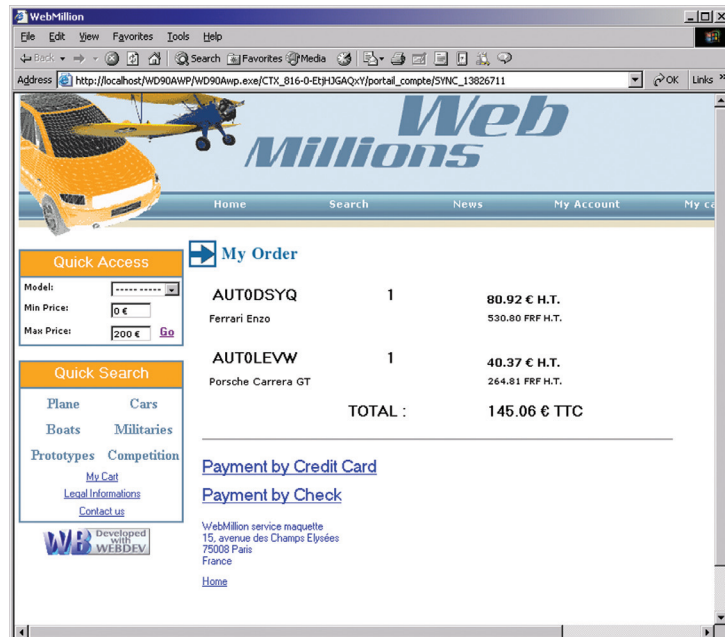 WebMillion
File Edit View Favorites Tools Help
Back Search Favorites Media
Address http://localhost/WD90AWP/WD90Awp.exe/CTX_816-0-EtjHJGAQxY/portail_compte/SYNC_13826711 OK Links »
Web
Millions
Home Search News My Account My ca
Quick Access
Model: ---------- 
Min Price: 0 €
Max Price: 200 € Go
Quick Search
Plane Cars
Boats Militaries
Prototypes Competition
My Cart
Legal Informations
Contact us
WB Developed
with
WEBDEV
My Order
AUT0DSYQ 1 80.92 € H.T.
Ferrari Enzo 530.80 FRF H.T.
AUT0LEVW 1 40.37 € H.T.
Porsche Carrera GT 264.81 FRF H.T.
TOTAL : 145.06 € TTC
Payment by Credit Card
Payment by Check
WebMillion service maquette
15, avenue des Champs Elysées
75008 Paris
France
Home